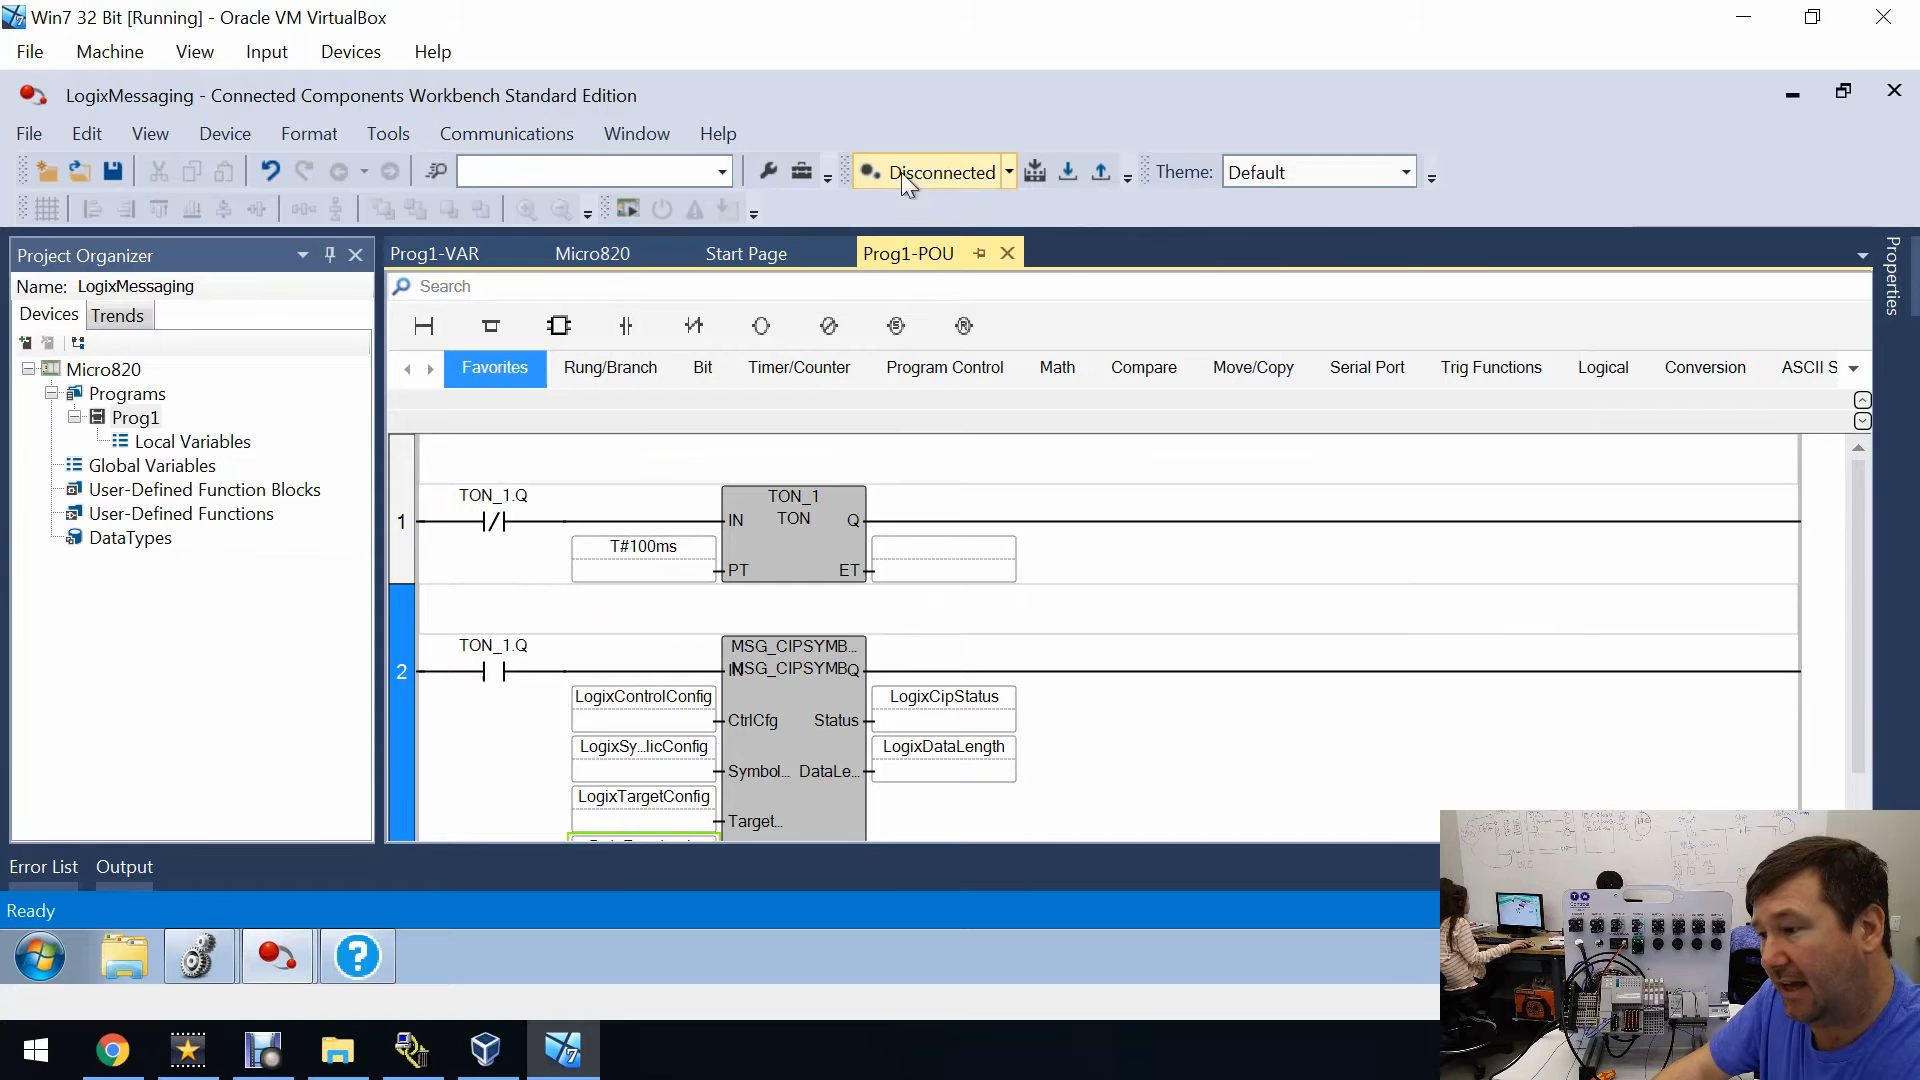 Win7 32 Bit [Running] - Oracle VM VirtualBox
File Machine View Input Devices Help
LogixMessaging - Connected Components Workbench Standard Edition
File Edit View Device Format Tools Communications Window Help
Disconnected Theme: Default
Project Organizer
Name: LogixMessaging
Devices Trends
Micro820
Programs
Prog1
Local Variables
Global Variables
User-Defined Function Blocks
User-Defined Functions
DataTypes
Prog1-VAR Micro820 Start Page Prog1-POU
Properties
Search
Favorites Rung/Branch Bit Timer/Counter Program Control Math Compare Move/Copy Serial Port Trig Functions Logical Conversion ASCII S
1
TON_1.Q
TON_1
TON
IN Q
T#100ms
PT ET
2
TON_1.Q
MSG_CIPSYMB...
MSG_CIPSYMB
IN Q
LogixControlConfig LogixCipStatus
CtrlCfg Status
LogixSy...licConfig LogixDataLength
Symbol... DataLe...
LogixTargetConfig
Target...
Error List Output
Ready